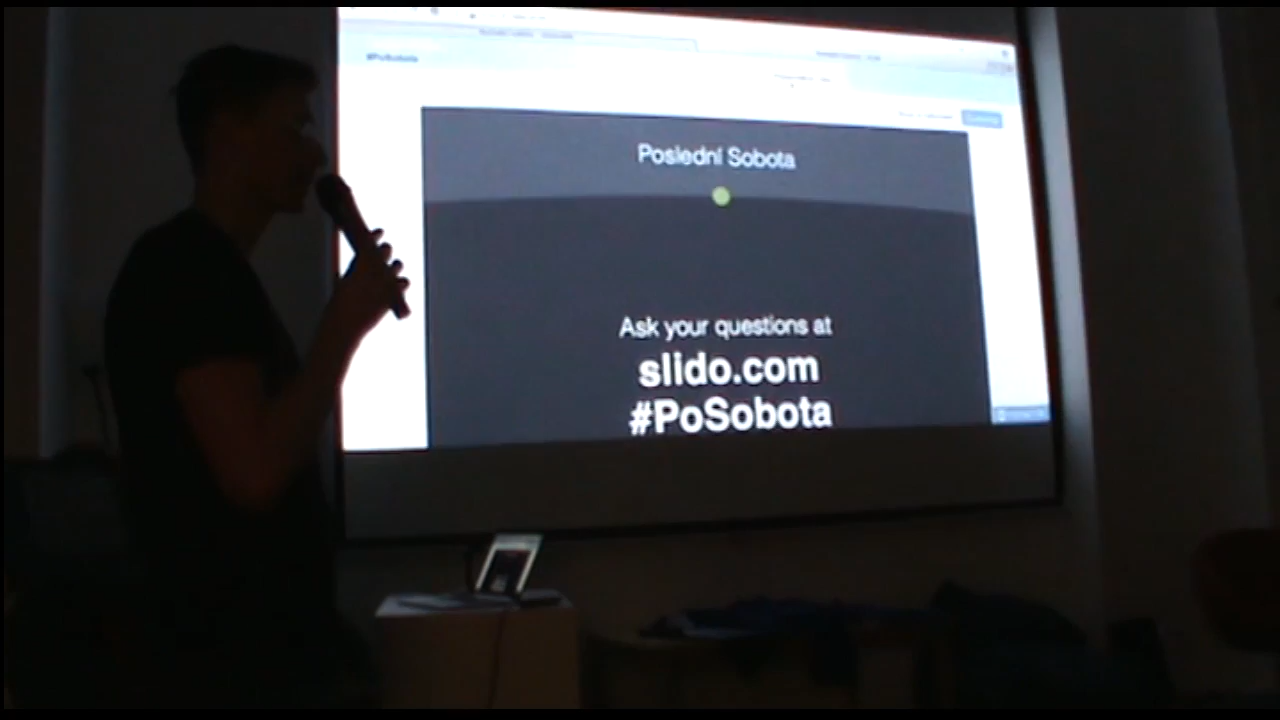 #PoSobota
Poslední Sobota
Ask your questions at
slido.com
#PoSobota